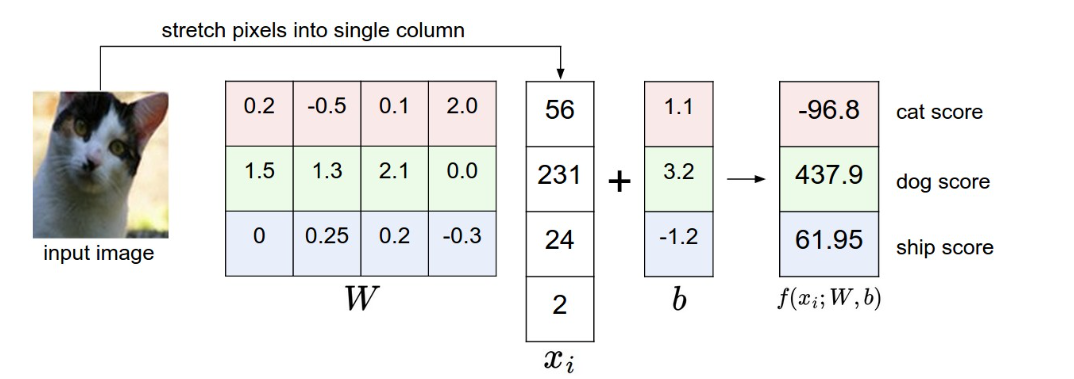 stretch pixels into single column
0.2 -0.5 0.1 2.0 56 1.1 -96.8 cat score
1.5 1.3 2.1 0.0 231 + 3.2 → 437.9 dog score
0 0.25 0.2 -0.3 24 -1.2 61.95 ship score
input image
W 2 b f(xᵢ; W, b)
xᵢ